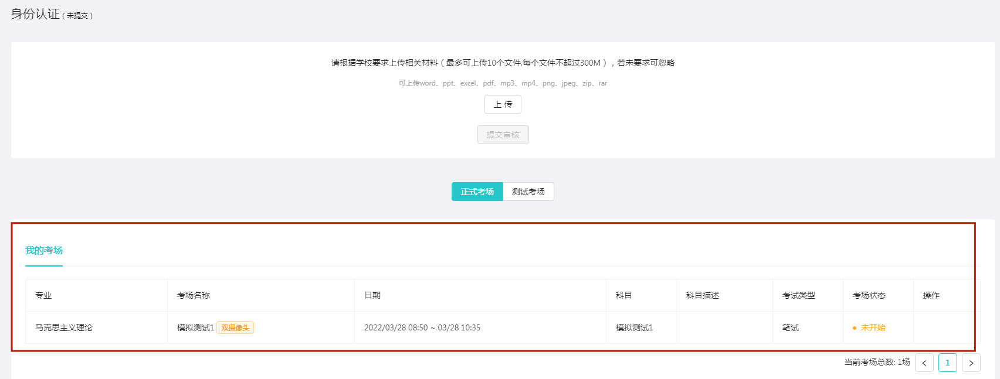 身份认证 ( 未提交 )
请根据学校要求上传相关材料 ( 最多可上传10个文件,每个文件不超过300M ) ，若未要求可忽略
可上传word、ppt、excel、pdf、mp3、mp4、png、jpeg、zip、rar
上 传
提交审核
正式考场 测试考场
我的考场
专业 考场名称 日期 科目 科目描述 考试类型 考场状态 操作
马克思主义理论 模拟测试1 双摄像头 2022/03/28 08:50 ~ 03/28 10:35 模拟测试1 笔试 未开始
当前考场总数: 1场 < 1 >